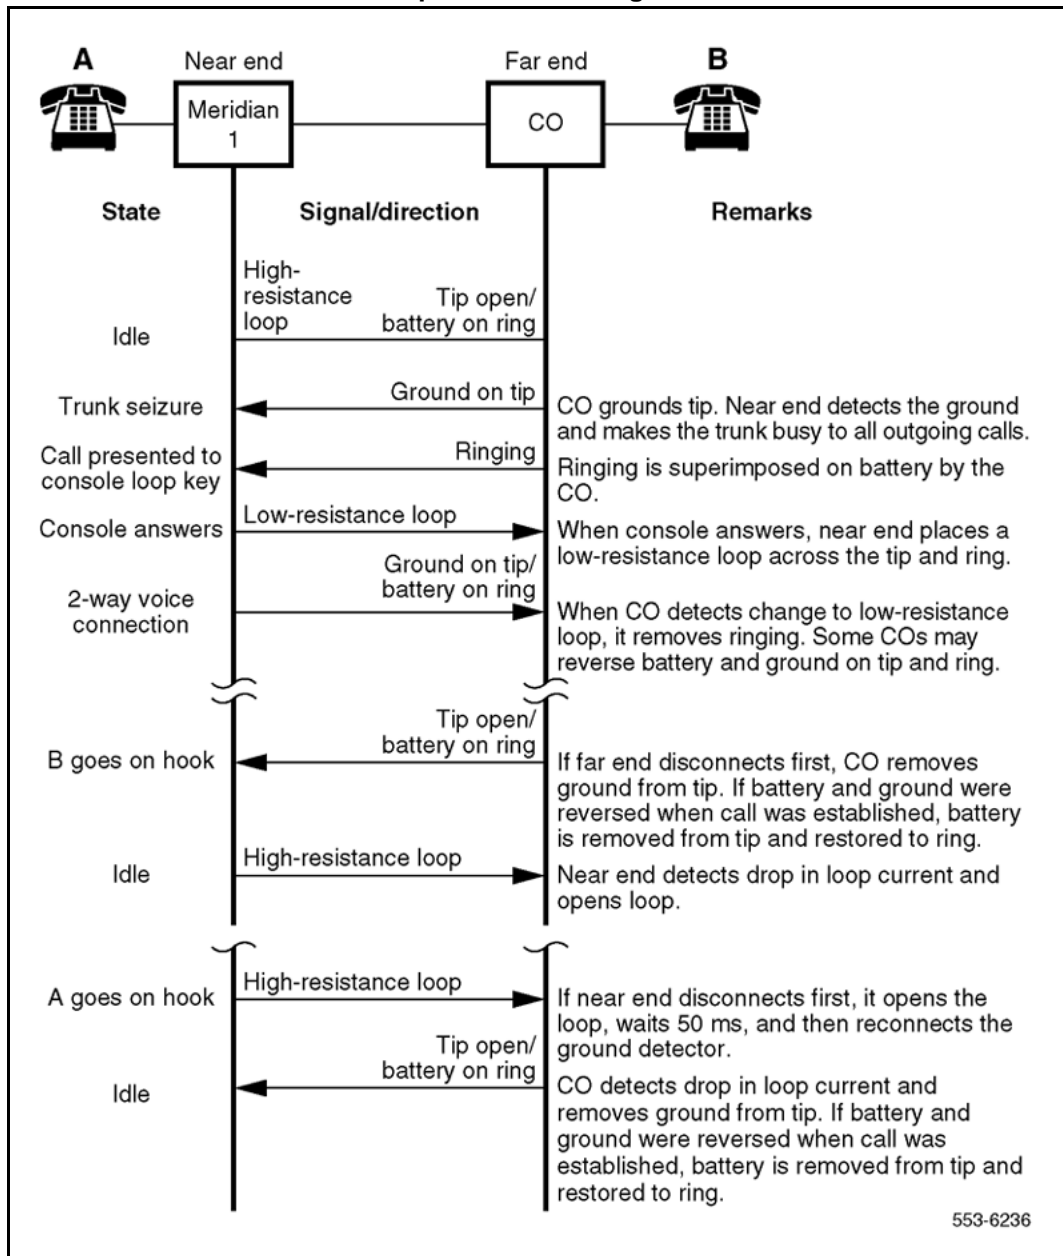 A
Near end
Far end
B
Meridian
1
CO
State
Signal/direction
Remarks
High-
resistance
loop
Tip open/
battery on ring
Idle
Ground on tip
Trunk seizure
CO grounds tip. Near end detects the ground
and makes the trunk busy to all outgoing calls.
Ringing
Call presented to
console loop key
Ringing is superimposed on battery by the
CO.
Low-resistance loop
Console answers
When console answers, near end places a
low-resistance loop across the tip and ring.
Ground on tip/
battery on ring
2-way voice
connection
When CO detects change to low-resistance
loop, it removes ringing. Some COs may
reverse battery and ground on tip and ring.
Tip open/
battery on ring
B goes on hook
If far end disconnects first, CO removes
ground from tip. If battery and ground were
reversed when call was established, battery
is removed from tip and restored to ring.
High-resistance loop
Idle
Near end detects drop in loop current and
opens loop.
High-resistance loop
A goes on hook
If near end disconnects first, it opens the
loop, waits 50 ms, and then reconnects the
ground detector.
Tip open/
battery on ring
Idle
CO detects drop in loop current and
removes ground from tip. If battery and
ground were reversed when call was
established, battery is removed from tip and
restored to ring.
553-6236